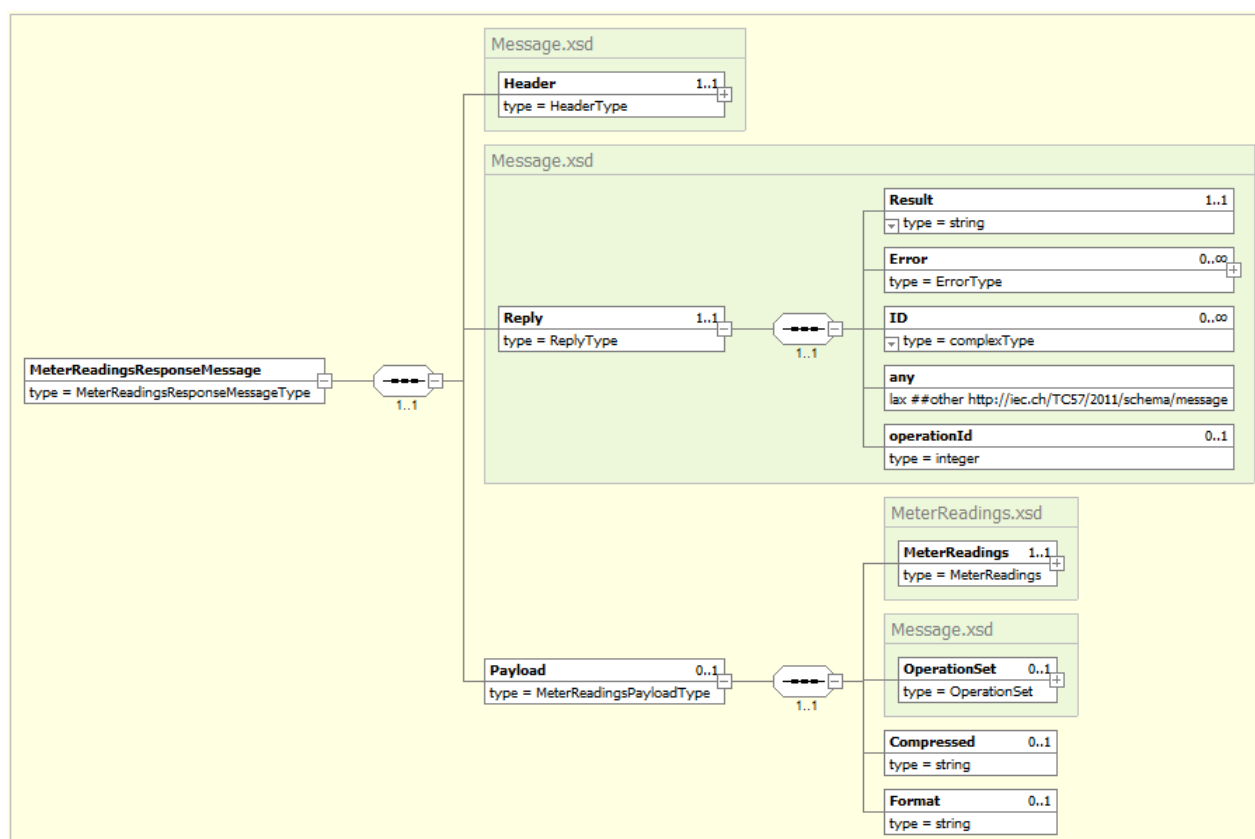 Message.xsd
Header 1..1
type = HeaderType
Message.xsd
Result 1..1
type = string
Error 0..∞
type = ErrorType
Reply 1..1
type = ReplyType
1..1
ID 0..∞
type = complexType
any
lax ##other http://iec.ch/TC57/2011/schema/message
operationId 0..1
type = integer
MeterReadingsResponseMessage
type = MeterReadingsResponseMessageType
1..1
MeterReadings.xsd
MeterReadings 1..1
type = MeterReadings
Message.xsd
Payload 0..1
type = MeterReadingsPayloadType
1..1
OperationSet 0..1
type = OperationSet
Compressed 0..1
type = string
Format 0..1
type = string